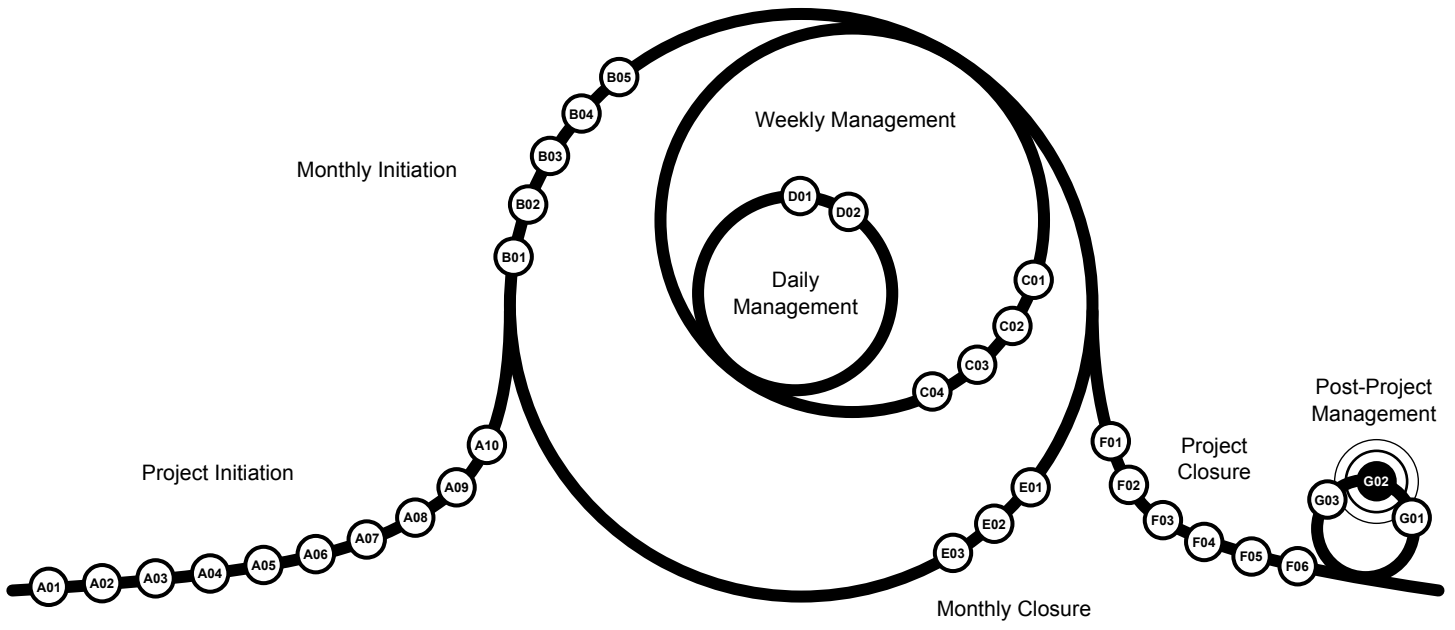 Project Initiation
A01
A02
A03
A04
A05
A06
A07
A08
A09
A10
Monthly Initiation
B01
B02
B03
B04
B05
Weekly Management
C01
C02
C03
C04
Daily
Management
D01
D02
Monthly Closure
E01
E02
E03
Project
Closure
F01
F02
F03
F04
F05
F06
Post-Project
Management
G01
G02
G03